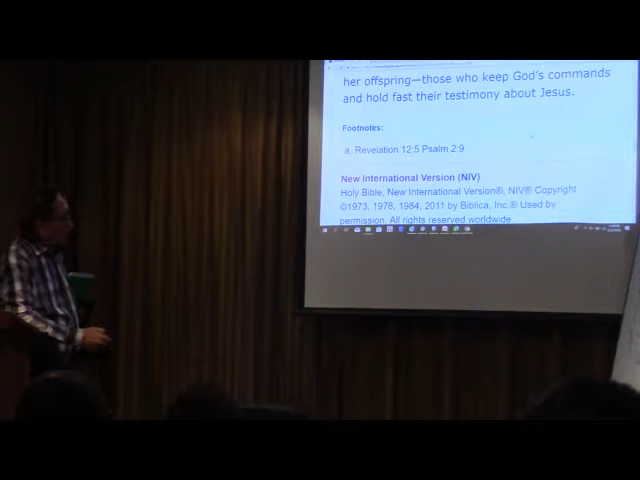 her offspring—those who keep God's commands
and hold fast their testimony about Jesus.
Footnotes:
a. Revelation 12:5 Psalm 2:9
New International Version (NIV)
Holy Bible, New International Version®, NIV® Copyright
©1973, 1978, 1984, 2011 by Biblica, Inc.® Used by
permission. All rights reserved worldwide.